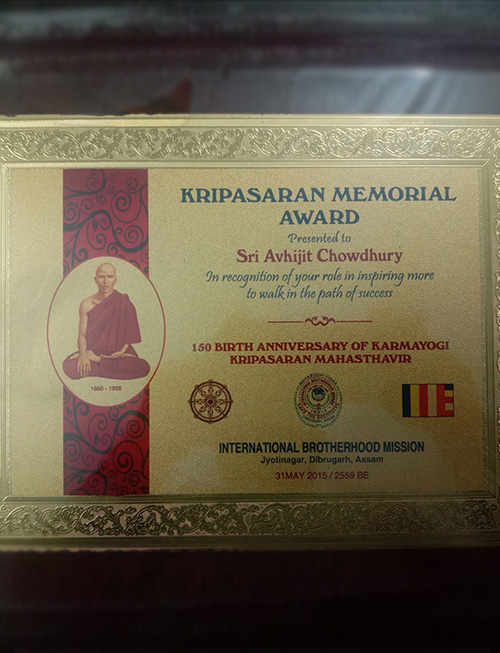 KRIPASARAN MEMORIAL
AWARD
Presented to
Sri Avhijit Chowdhury
In recognition of your role in inspiring more
to walk in the path of success
150 BIRTH ANNIVERSARY OF KARMAYOGI
KRIPASARAN MAHASTHAVIR
1865 - 1926
INTERNATIONAL BROTHERHOOD MISSION
Jyotinagar, Dibrugarh, Assam
31MAY 2015 / 2559 BE